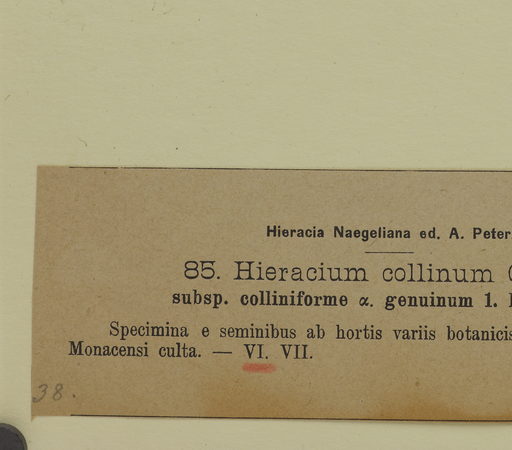 Hieracia Naegeliana ed. A. Peter
85. Hieracium collinum
subsp. colliniforme α. genuinum 1.
Specimina e seminibus ab hortis variis botanicis
Monacensi culta. — VI. VII.
38.